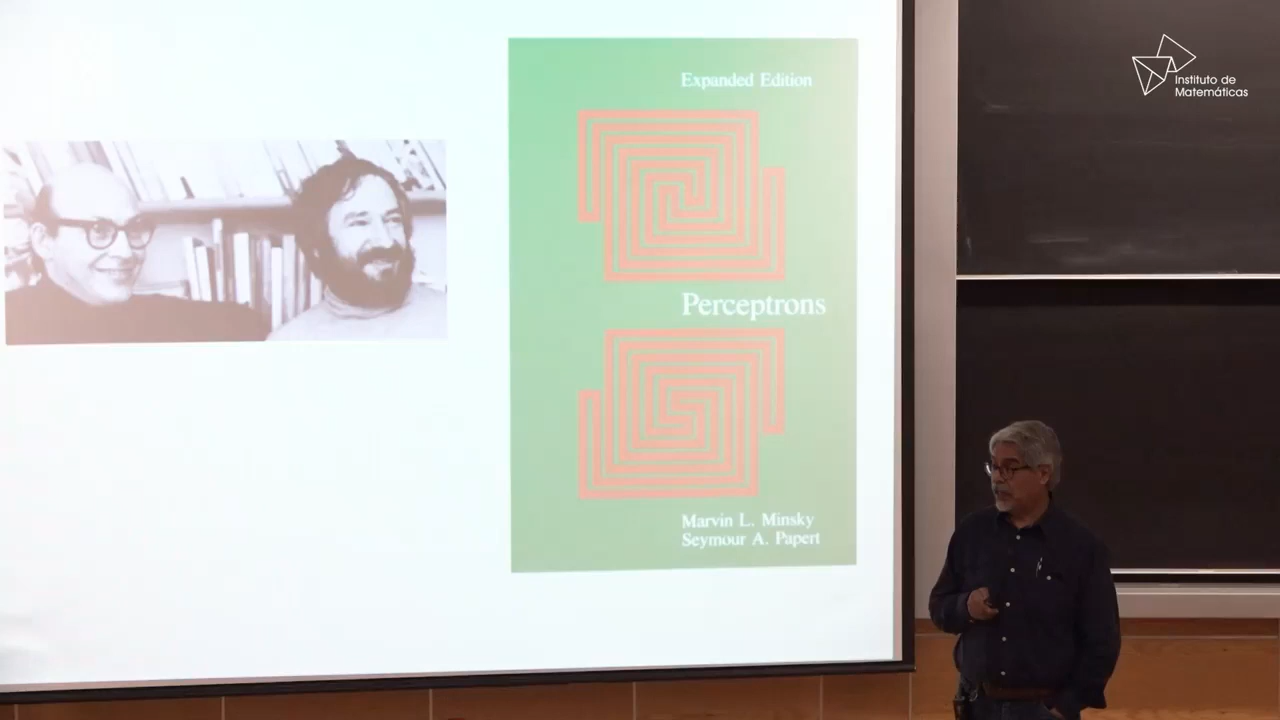 Expanded Edition
Perceptrons
Marvin L. Minsky
Seymour A. Papert
Instituto de
Matemáticas